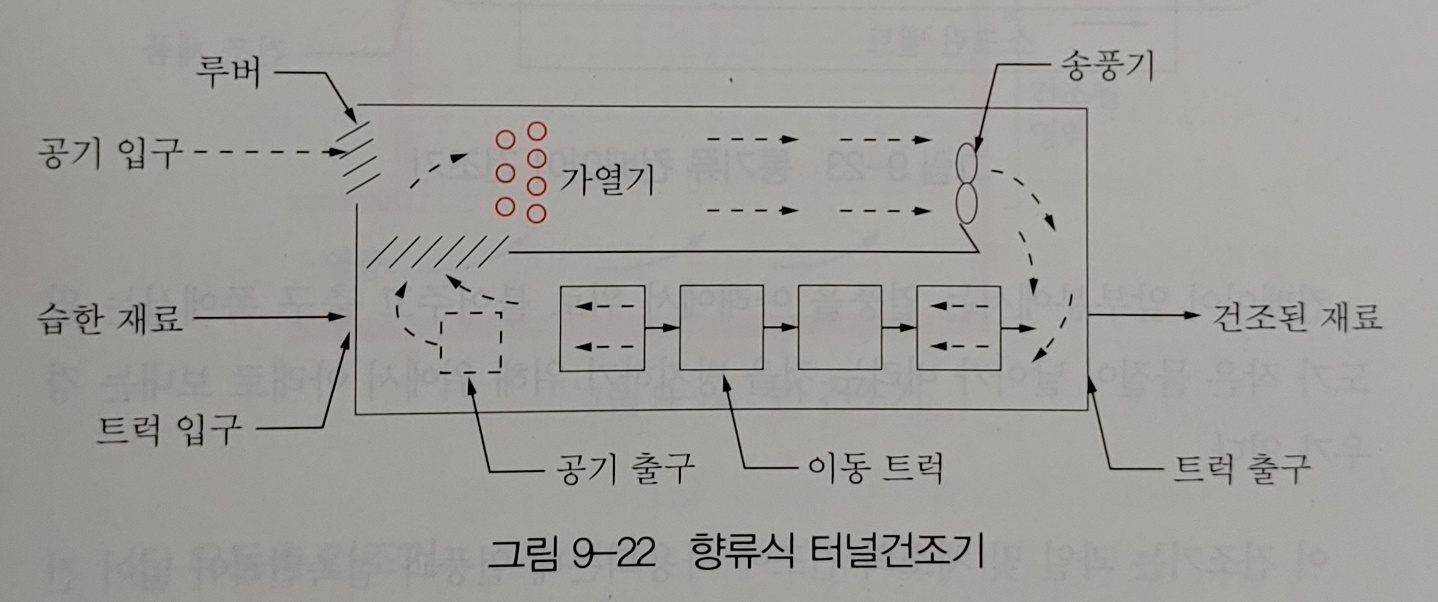 루버
송풍기
공기 입구
가열기
습한 재료
건조된 재료
트럭 입구
공기 출구
이동 트럭
트럭 출구
그림 9-22 향류식 터널건조기